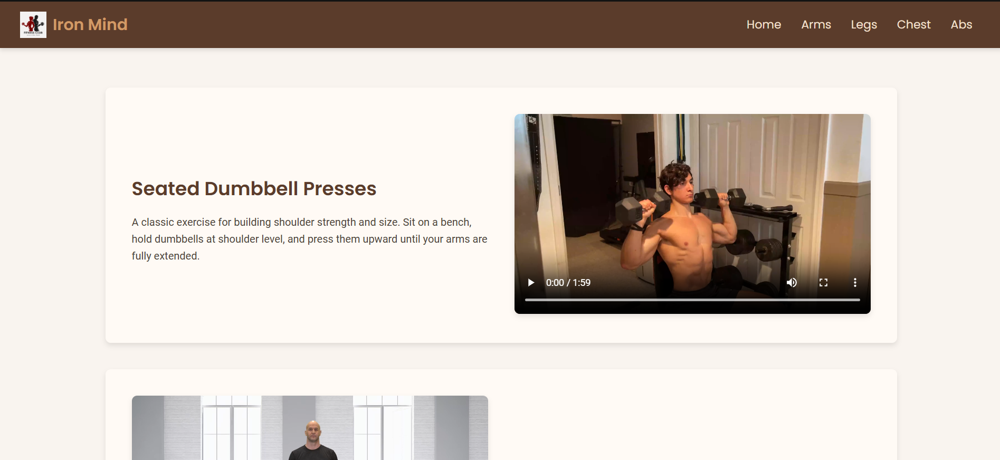 FITNESS CLUB
Iron Mind
Home
Arms
Legs
Chest
Abs
Seated Dumbbell Presses
A classic exercise for building shoulder strength and size. Sit on a bench,
hold dumbbells at shoulder level, and press them upward until your arms are
fully extended.
0:00 / 1:59